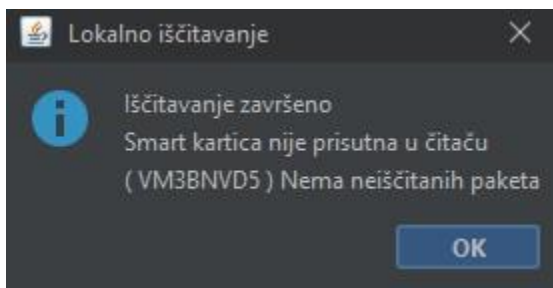 Lokalno iščitavanje
Iščitavanje završeno
Smart kartica nije prisutna u čitaču
( VM3BNVD5 ) Nema neiščitanih paketa
OK